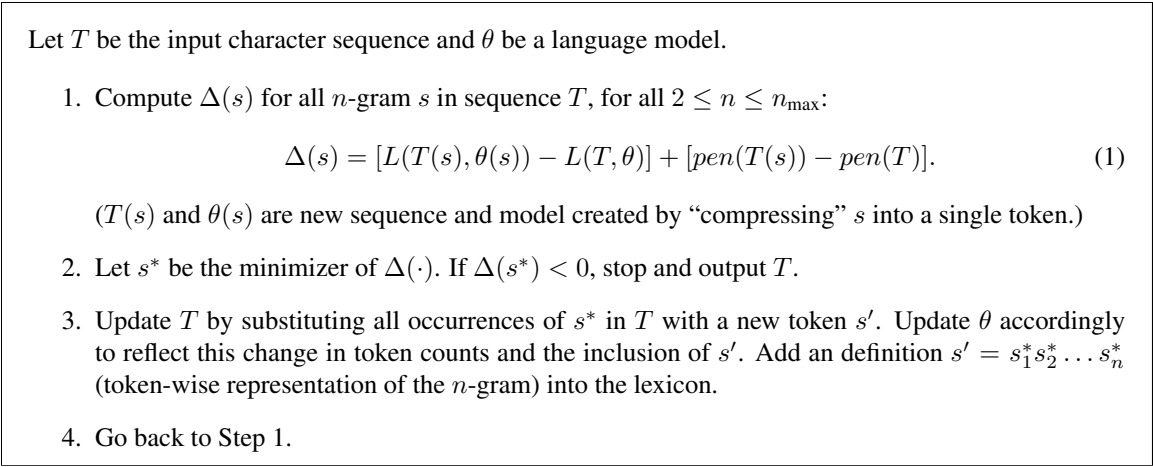 Let T be the input character sequence and θ be a language model.
1. Compute Δ(s) for all n-gram s in sequence T, for all 2 ≤ n ≤ n_max:
Δ(s) = [L(T(s), θ(s)) − L(T, θ)] + [pen(T(s)) − pen(T)]. (1)
(T(s) and θ(s) are new sequence and model created by “compressing” s into a single token.)
2. Let s* be the minimizer of Δ(·). If Δ(s*) < 0, stop and output T.
3. Update T by substituting all occurrences of s* in T with a new token s′. Update θ accordingly
to reflect this change in token counts and the inclusion of s′. Add an definition s′ = s*_1 s*_2 . . . s*_n
(token-wise representation of the n-gram) into the lexicon.
4. Go back to Step 1.